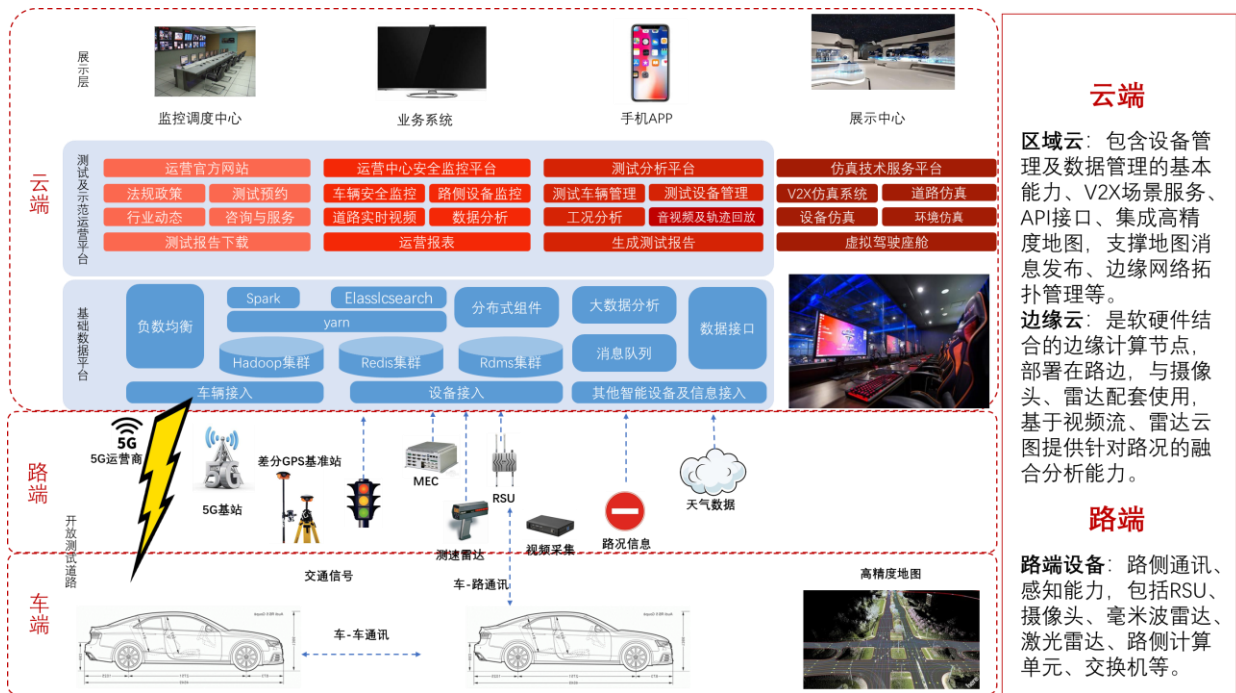 云端
展示层
监控调度中心
业务系统
手机APP
展示中心
测试及示范运营平台
运营官方网站
法规政策
测试预约
行业动态
咨询与服务
测试报告下载
运营中心安全监控平台
车辆安全监控
路侧设备监控
道路实时视频
数据分析
运营报表
测试分析平台
测试车辆管理
测试设备管理
工况分析
音视频及轨迹回放
生成测试报告
仿真技术服务平台
V2X仿真系统
道路仿真
设备仿真
环境仿真
虚拟驾驶座舱
基础数据平台
负数均衡
Spark
Elasslcsearch
yarn
Hadoop集群
Redis集群
Rdms集群
分布式组件
大数据分析
消息队列
数据接口
车辆接入
设备接入
其他智能设备及信息接入
路端
5G
5G运营商
5G
5G基站
差分GPS基准站
MEC
RSU
测速雷达
视频采集
路况信息
天气数据
开放测试道路
车端
交通信号
车-路通讯
高精度地图
车-车通讯
云端
区域云：包含设备管
理及数据管理的基本
能力、V2X场景服务、
API接口、集成高精
度地图，支撑地图消
息发布、边缘网络拓
扑管理等。
边缘云：是软硬件结
合的边缘计算节点，
部署在路边，与摄像
头、雷达配套使用，
基于视频流、雷达云
图提供针对路况的融
合分析能力。
路端
路端设备：路侧通讯、
感知能力，包括RSU、
摄像头、毫米波雷达、
激光雷达、路侧计算
单元、交换机等。